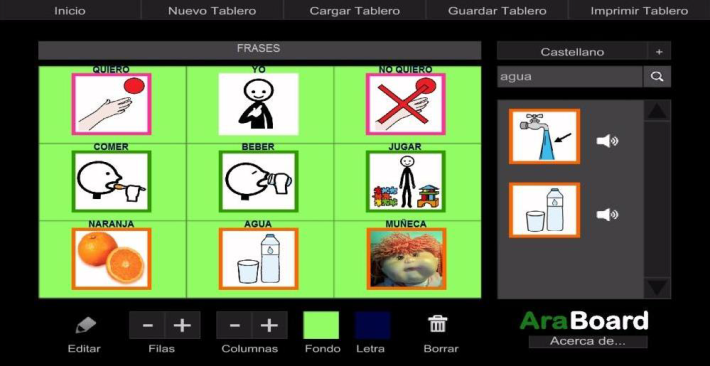 Inicio Nuevo Tablero Cargar Tablero Guardar Tablero Imprimir Tablero
FRASES
Castellano +
agua
QUIERO YO NO QUIERO
COMER BEBER JUGAR
NARANJA AGUA MUÑECA
- + - +
Editar Filas Columnas Fondo Letra Borrar
AraBoard
Acerca de...